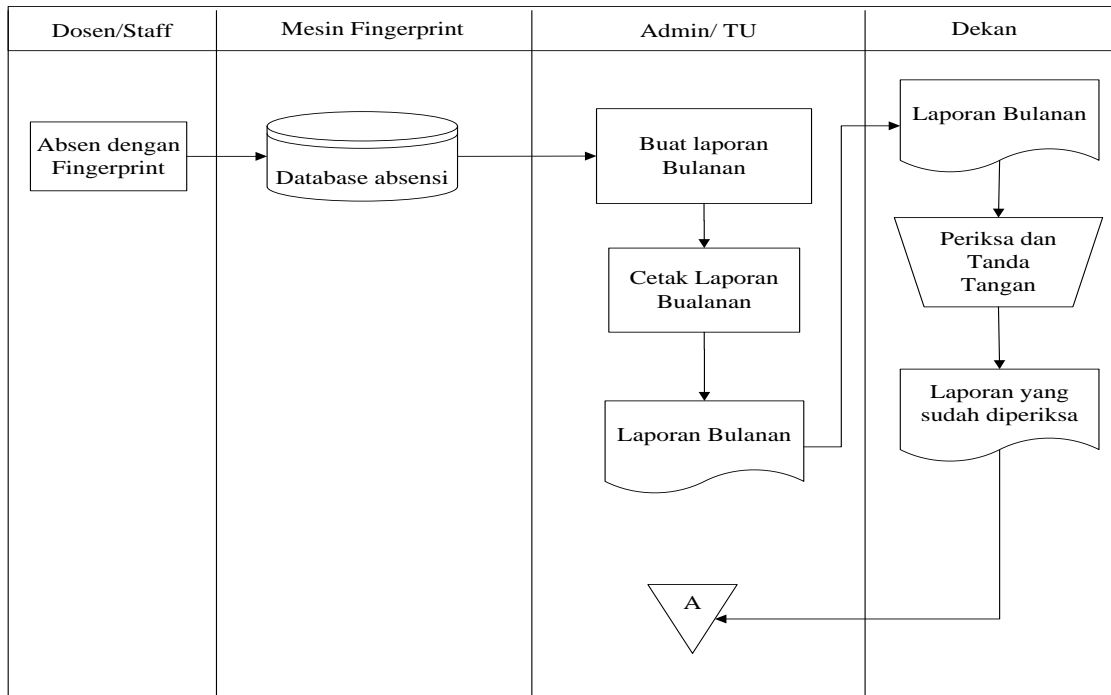 Dosen/Staff
Mesin Fingerprint
Admin/ TU
Dekan
Absen dengan
Fingerprint
Database absensi
Buat laporan
Bulanan
Cetak Laporan
Bualanan
Laporan Bulanan
Laporan Bulanan
Periksa dan
Tanda
Tangan
Laporan yang
sudah diperiksa
A